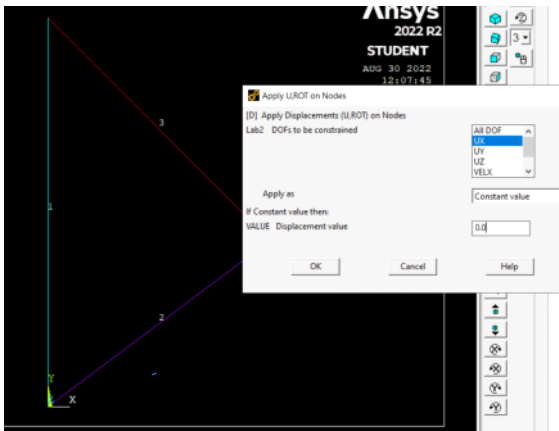 Ansys
2022 R2
STUDENT
AUG 30 2022
12:07:45
3
Apply U,ROT on Nodes
[D] Apply Displacements (U,ROT) on Nodes
Lab2 DOFs to be constrained
All DOF
UX
UY
UZ
VELX
Apply as
Constant value
If Constant value then:
VALUE Displacement value
0.0
OK
Cancel
Help
3
1
2
Y
X